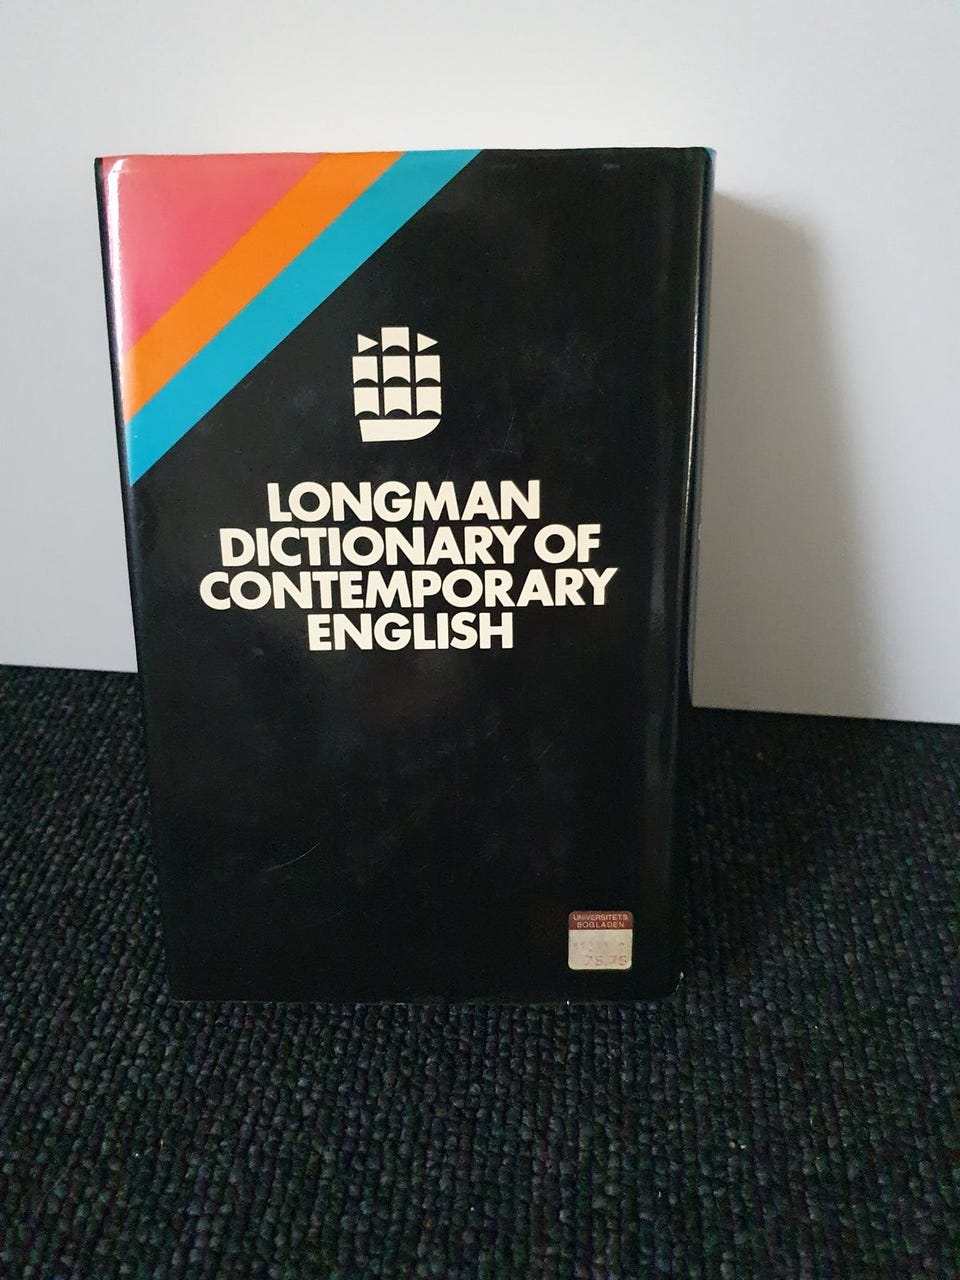 LONGMAN
DICTIONARY OF
CONTEMPORARY
ENGLISH
UNIVERSITETS
BOGLADEN
75.75